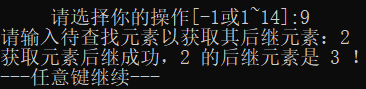 请选择你的操作[-1或1~14]:9
请输入待查找元素以获取其后继元素：2
获取元素后继成功，2 的后继元素是 3 ！
---任意键继续---